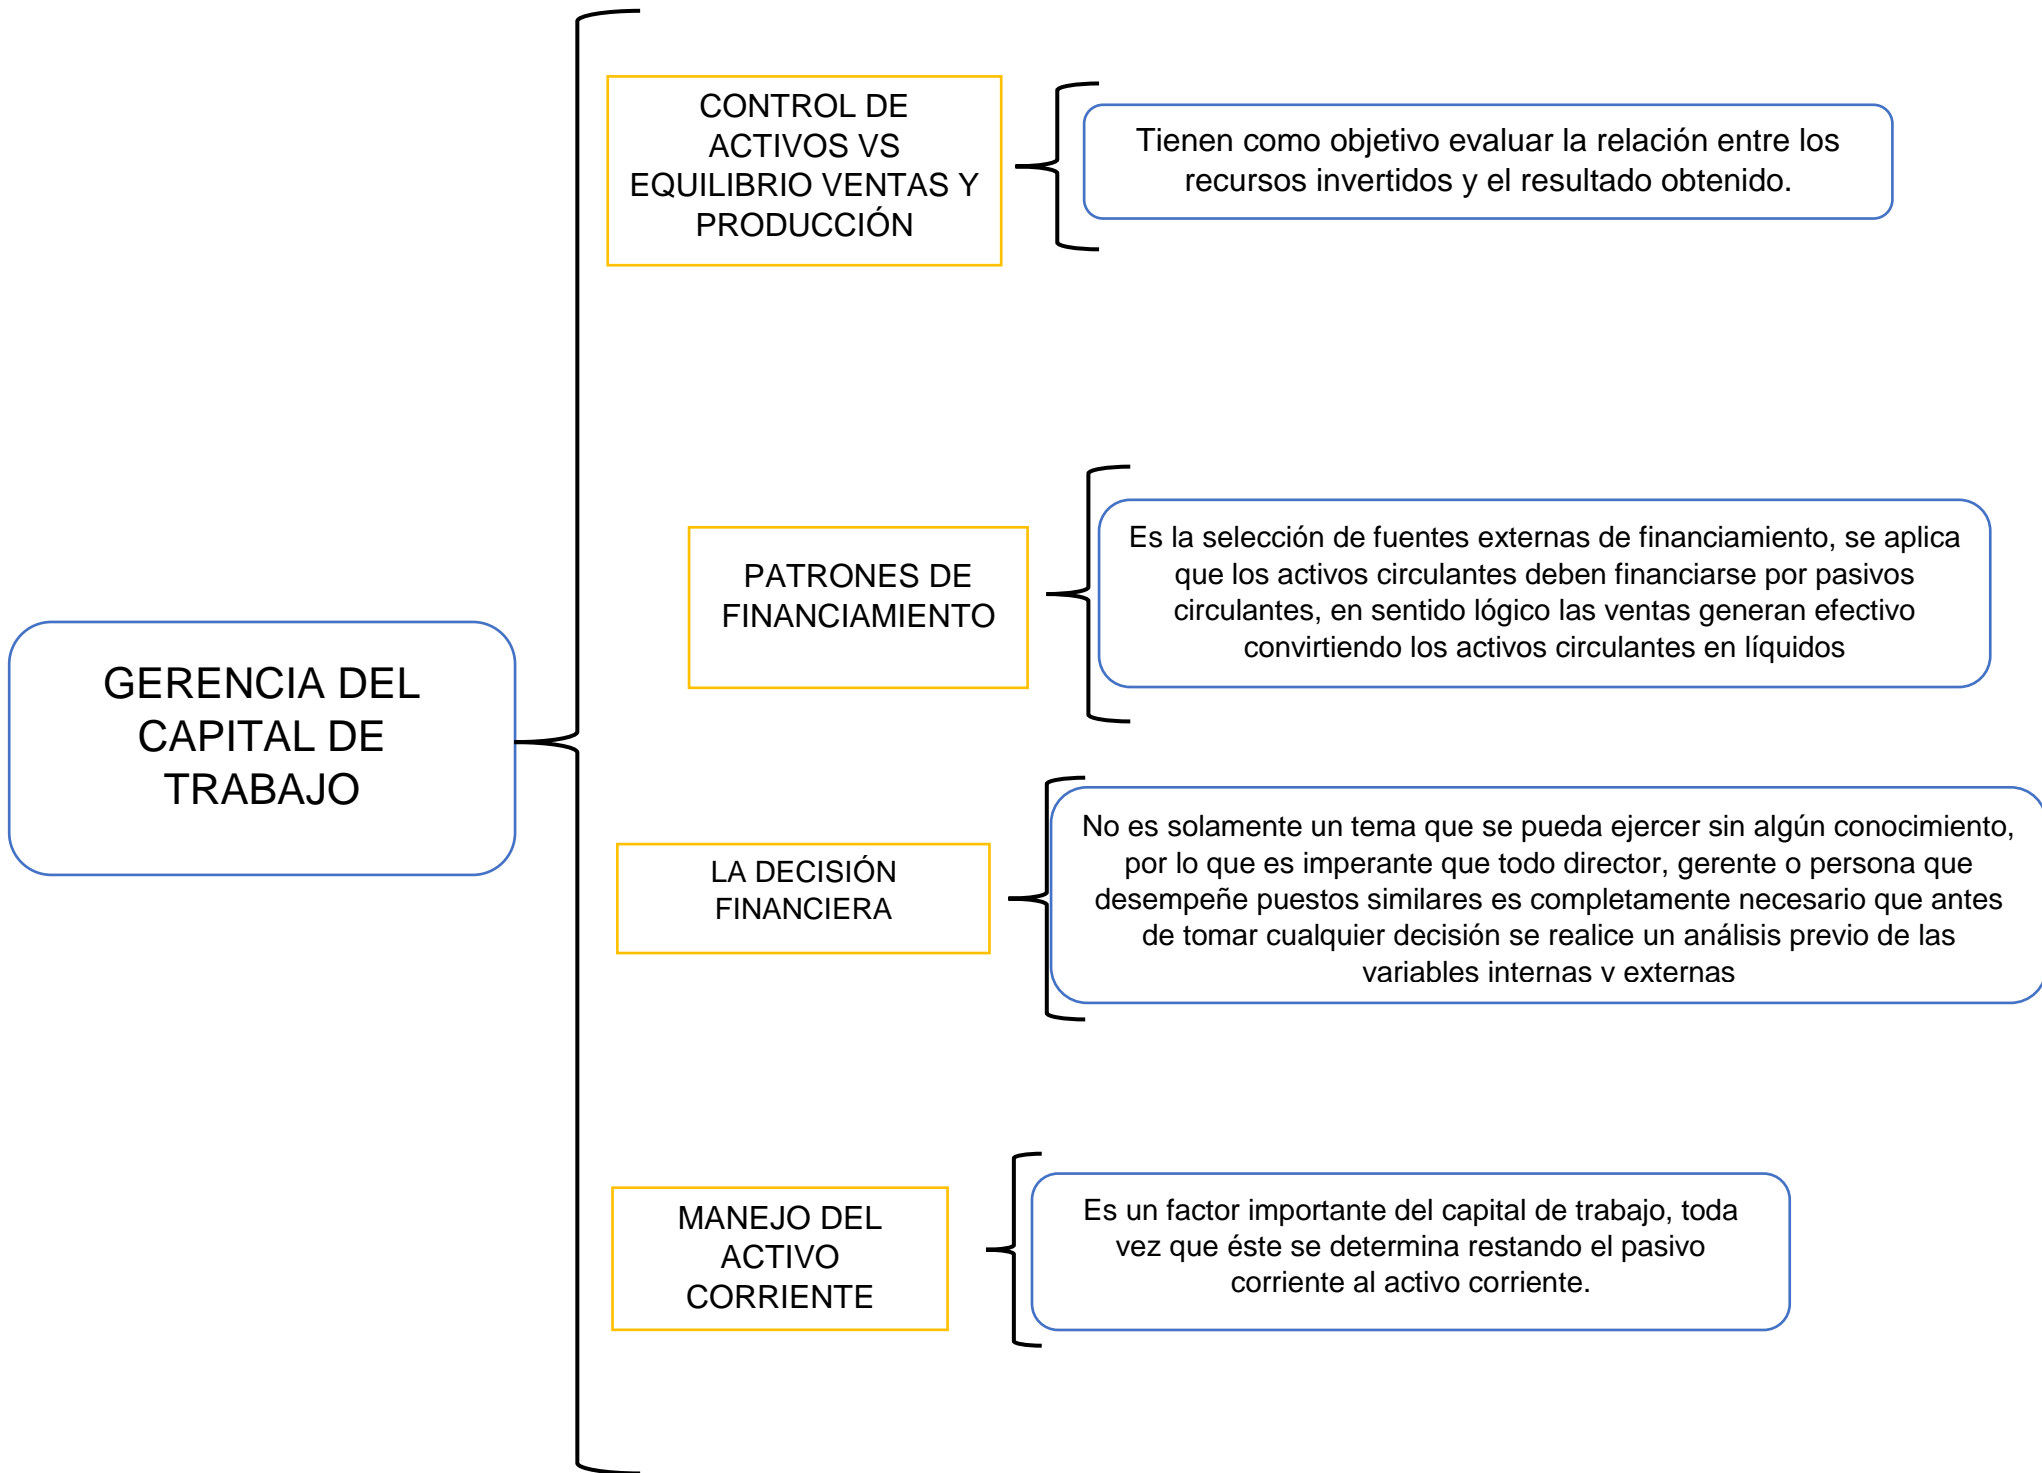 GERENCIA DEL
CAPITAL DE
TRABAJO
CONTROL DE
ACTIVOS VS
EQUILIBRIO VENTAS Y
PRODUCCIÓN
Tienen como objetivo evaluar la relación entre los
recursos invertidos y el resultado obtenido.
PATRONES DE
FINANCIAMIENTO
Es la selección de fuentes externas de financiamiento, se aplica
que los activos circulantes deben financiarse por pasivos
circulantes, en sentido lógico las ventas generan efectivo
convirtiendo los activos circulantes en líquidos
LA DECISIÓN
FINANCIERA
No es solamente un tema que se pueda ejercer sin algún conocimiento,
por lo que es imperante que todo director, gerente o persona que
desempeñe puestos similares es completamente necesario que antes
de tomar cualquier decisión se realice un análisis previo de las
variables internas y externas
MANEJO DEL
ACTIVO
CORRIENTE
Es un factor importante del capital de trabajo, toda
vez que éste se determina restando el pasivo
corriente al activo corriente.